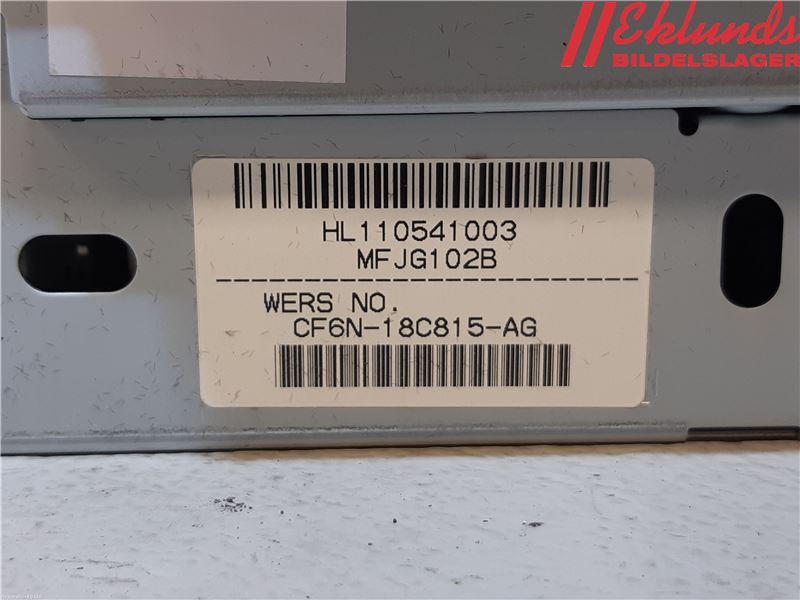 Eklunds
BILDELSLAGER
HL110541003
MFJG102B
WERS NO.
CF6N-18C815-AG